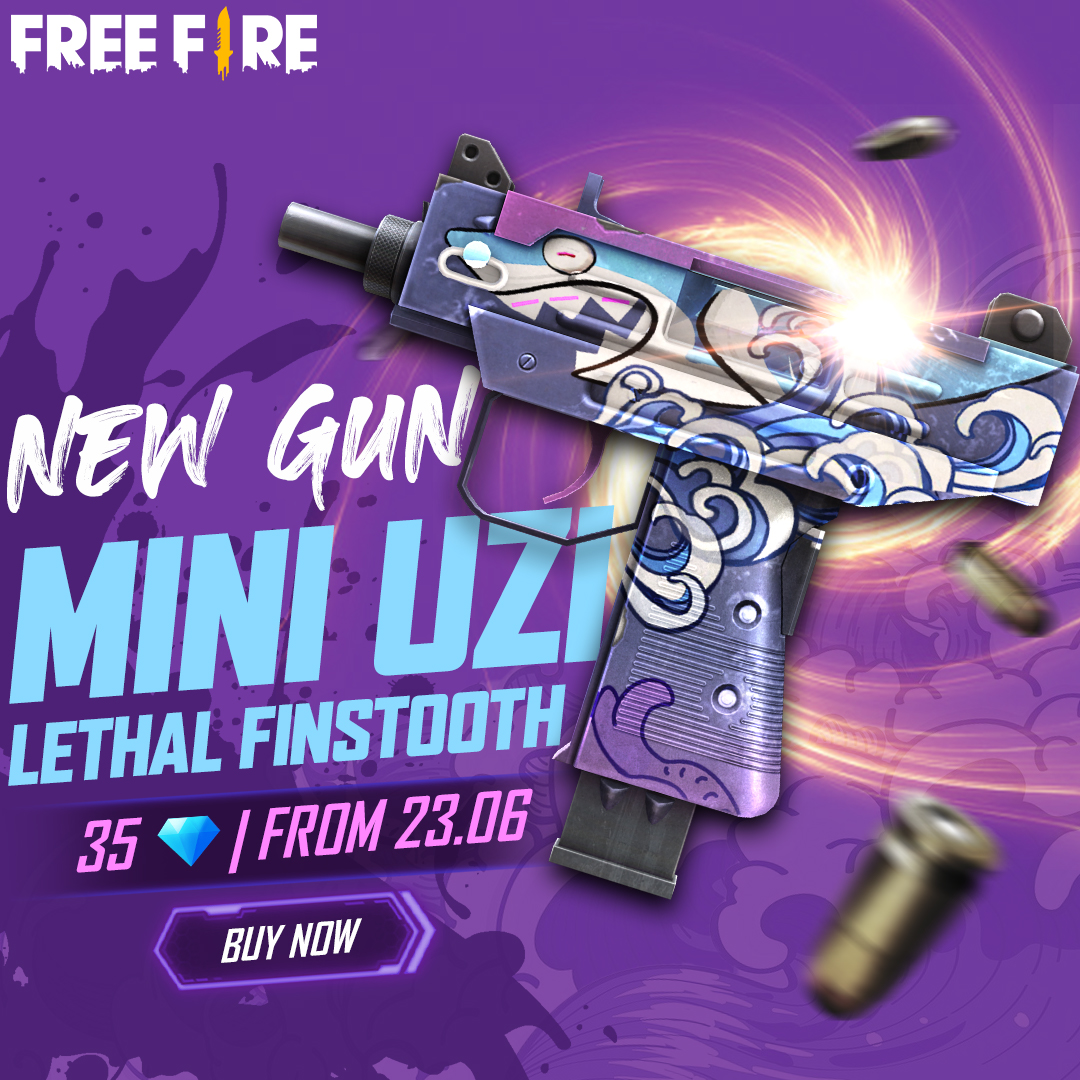 FREE FIRE
NEW GUN
MINI UZI
LETHAL FINSTOOTH
35 💎 | FROM 23.06
BUY NOW